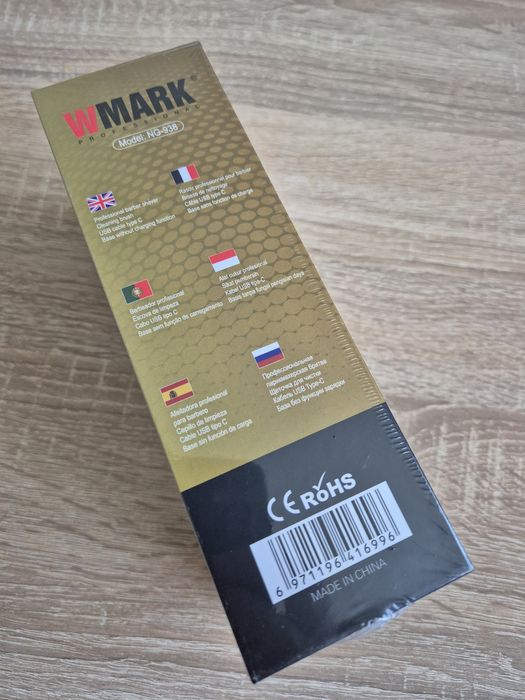 WMARK®
PROFESSIONAL
Model: NG-938
Professional barber shaver
Cleaning brush
USB cable type C
Base without charging function
Rasoir professionnel pour barbier
Brosse de nettoyage
Câble USB type C
Base sans fonction de charge
Barbeador profissional
Escova de limpeza
Cabo USB tipo C
Base sem função de carregamento
Alat cukur profesional
Sikat pumbersih
Kabel USB tipe-C
Basis tanpa fungsi pengisian daya
Afeitadora profesional
para barbero
Cepillo de limpieza
Cable USB tipo C
Base sin función de carga
Профессиональная
парикмахерская бритва
Щеточка для чистки
Кабель USB Type-C
База без функции зарядки
CE RoHS
6 971196 416996
MADE IN CHINA